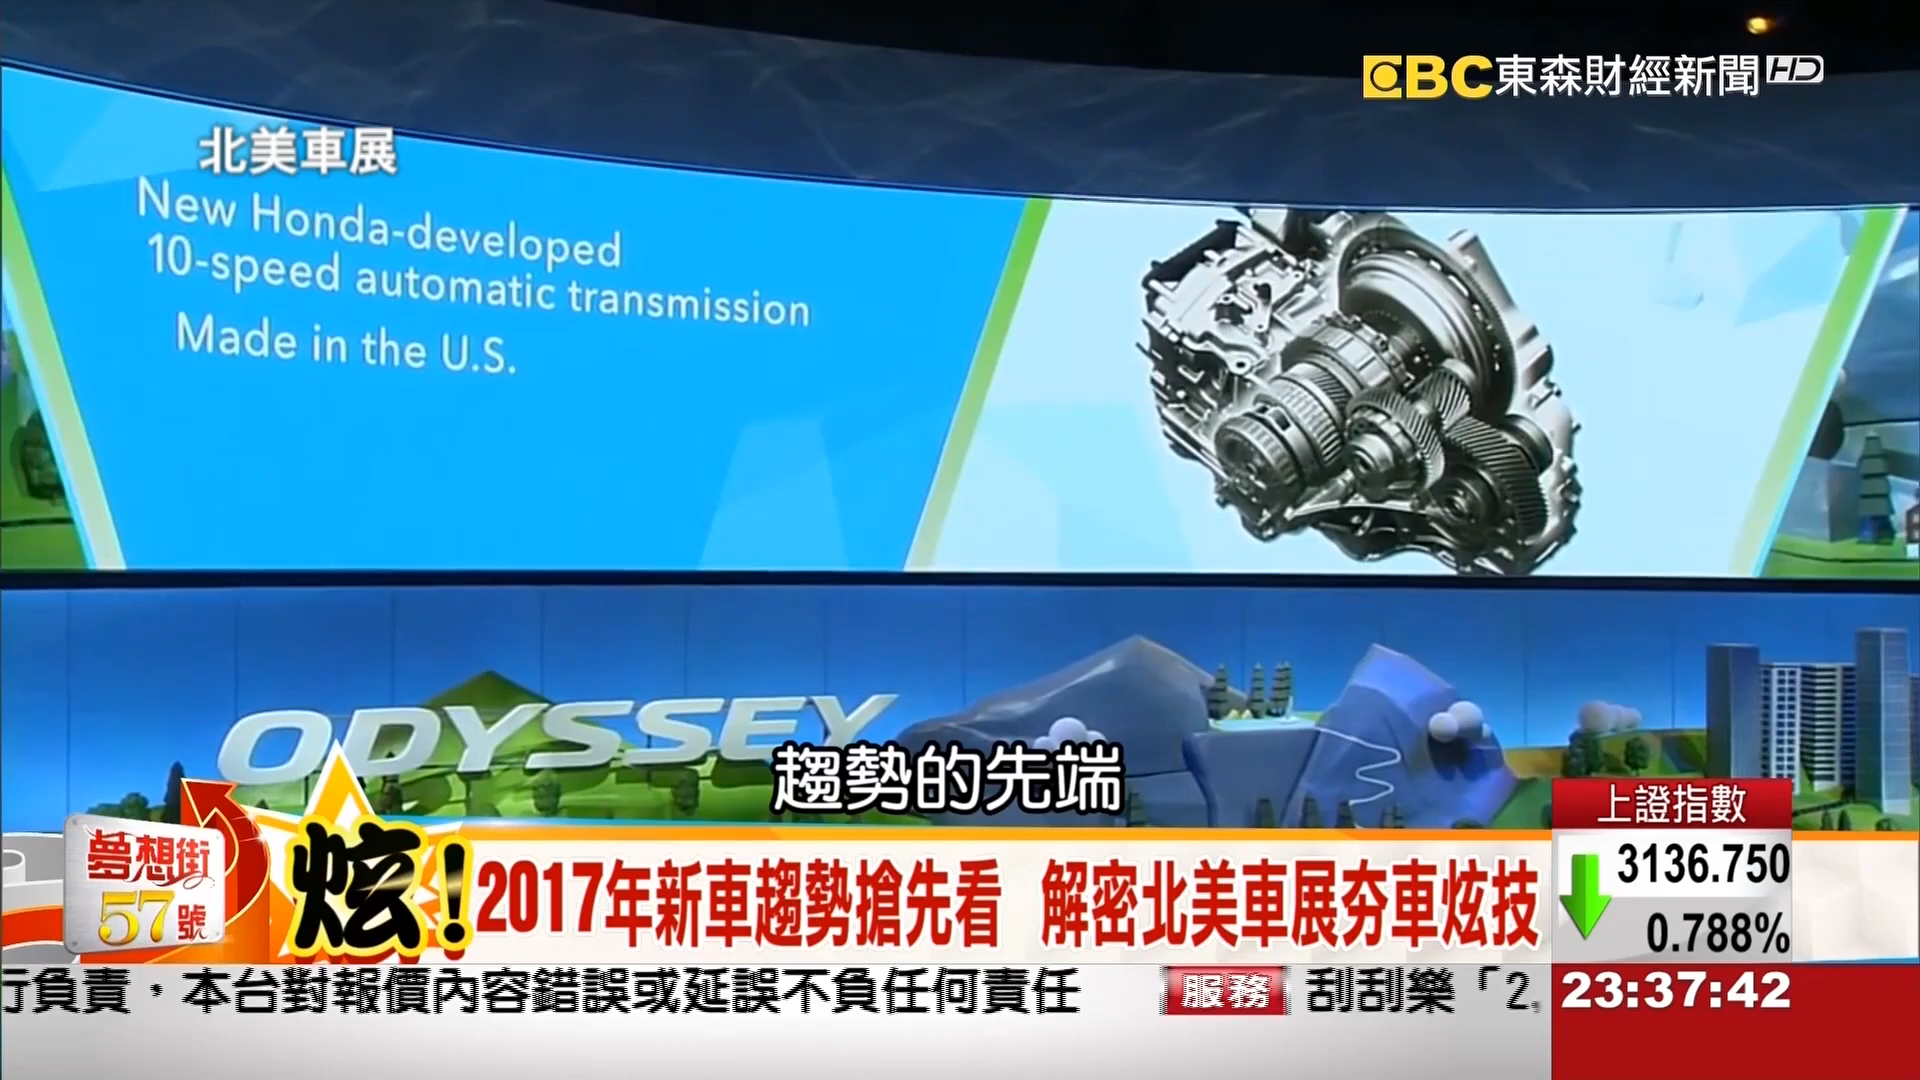 EBC東森財經新聞HD
北美車展
New Honda-developed
10-speed automatic transmission
Made in the U.S.
ODYSSEY
趨勢的先端
夢想街
57號
炫!
2017年新車趨勢搶先看 解密北美車展夯車炫技
上證指數
3136.750
0.788%
行負責，本台對報價內容錯誤或延誤不負任何責任 服務 刮刮樂「2,
23:37:42